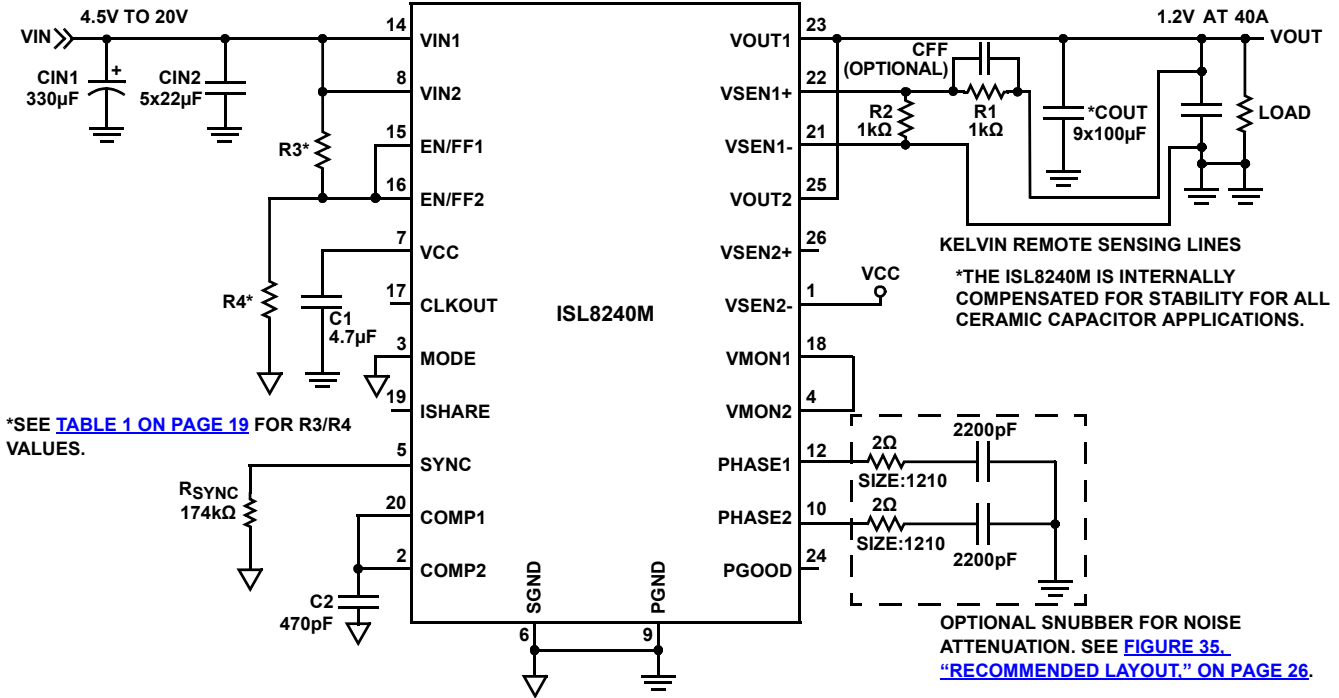 4.5V TO 20V
VIN
CIN1
330µF
+
CIN2
5x22µF
R3*
R4*
C1
4.7µF
*SEE TABLE 1 ON PAGE 19 FOR R3/R4
VALUES.
RSYNC
174kΩ
C2
470pF
14
VIN1
8
VIN2
15
EN/FF1
16
EN/FF2
7
VCC
17
CLKOUT
3
MODE
19
ISHARE
5
SYNC
20
COMP1
2
COMP2
ISL8240M
SGND
6
PGND
9
VOUT1
23
VSEN1+
22
VSEN1-
21
VOUT2
25
VSEN2+
26
VSEN2-
1
VMON1
18
VMON2
4
PHASE1
12
PHASE2
10
PGOOD
24
1.2V AT 40A
VOUT
CFF
(OPTIONAL)
R2
1kΩ
R1
1kΩ
*COUT
9x100µF
LOAD
KELVIN REMOTE SENSING LINES
VCC
*THE ISL8240M IS INTERNALLY
COMPENSATED FOR STABILITY FOR ALL
CERAMIC CAPACITOR APPLICATIONS.
2Ω
SIZE:1210
2200pF
2Ω
SIZE:1210
2200pF
OPTIONAL SNUBBER FOR NOISE
ATTENUATION. SEE FIGURE 35,
“RECOMMENDED LAYOUT,” ON PAGE 26.